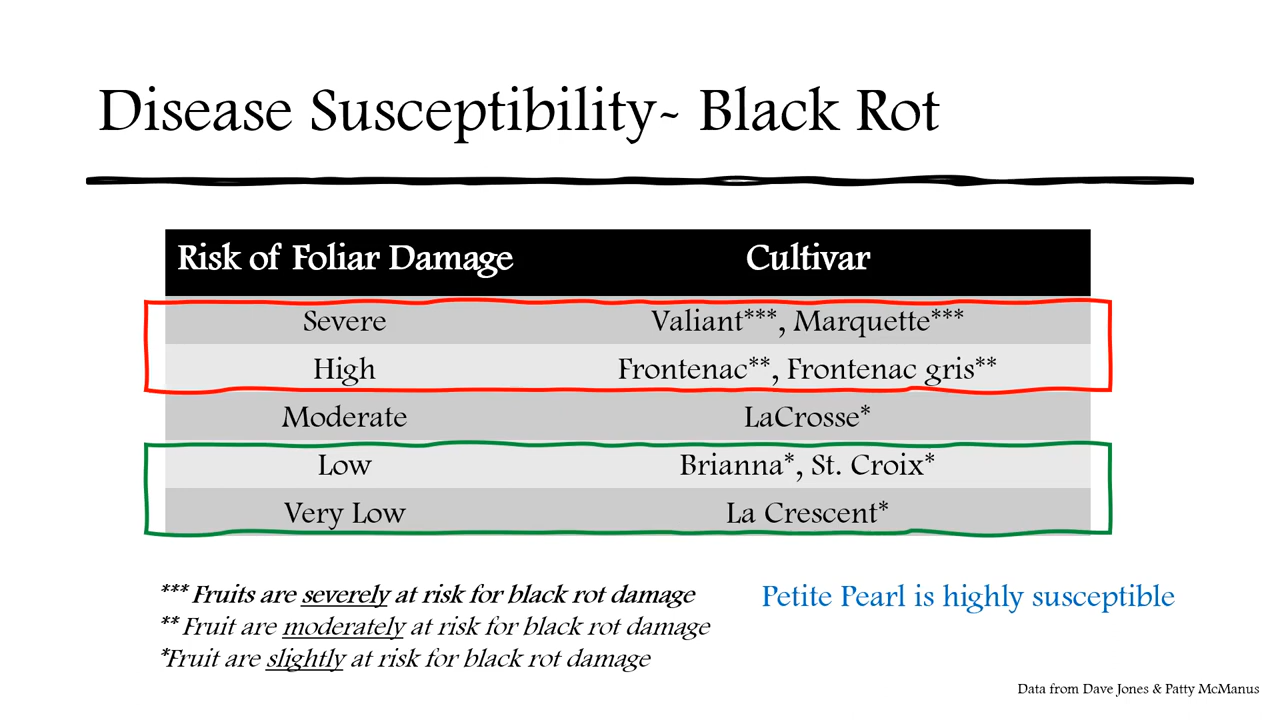 Disease Susceptibility- Black Rot
Risk of Foliar Damage Cultivar
Severe Valiant***, Marquette***
High Frontenac**, Frontenac gris**
Moderate LaCrosse*
Low Brianna*, St. Croix*
Very Low La Crescent*
*** Fruits are severely at risk for black rot damage
** Fruit are moderately at risk for black rot damage
*Fruit are slightly at risk for black rot damage
Petite Pearl is highly susceptible
Data from Dave Jones & Patty McManus